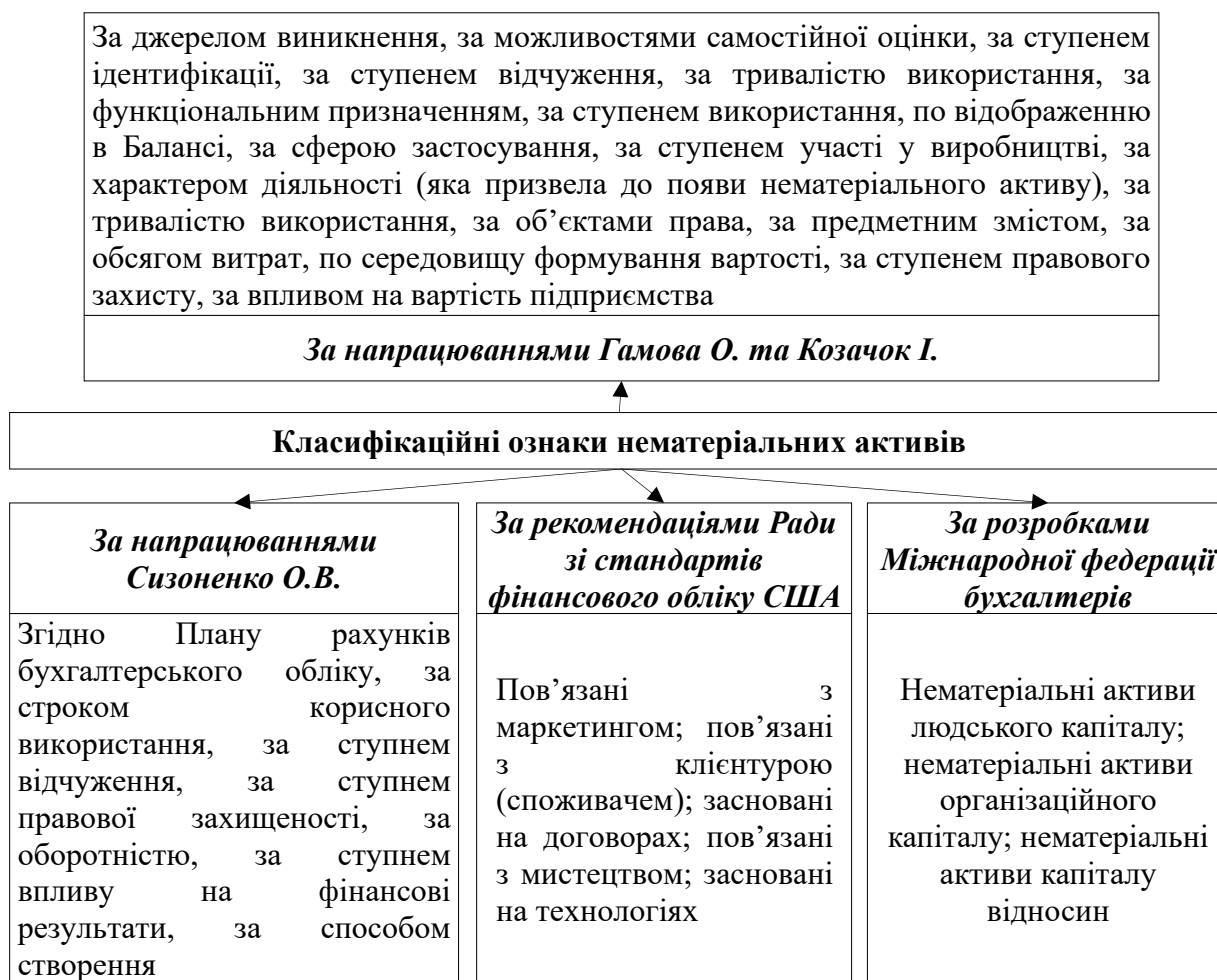 За джерелом виникнення, за можливостями самостійної оцінки, за ступенем
ідентифікації, за ступенем відчуження, за тривалістю використання, за
функціональним призначенням, за ступенем використання, по відображенню
в Балансі, за сферою застосування, за ступенем участі у виробництві, за
характером діяльності (яка призвела до появи нематеріального активу), за
тривалістю використання, за об’єктами права, за предметним змістом, за
обсягом витрат, по середовищу формування вартості, за ступенем правового
захисту, за впливом на вартість підприємства
За напрацюваннями Гамова О. та Козачок І.
Класифікаційні ознаки нематеріальних активів
За напрацюваннями
Сизоненко О.В.
Згідно Плану рахунків
бухгалтерського обліку, за
строком корисного
використання, за ступнем
відчуження, за ступнем
правової захищеності, за
оборотністю, за ступнем
впливу на фінансові
результати, за способом
створення
За рекомендаціями Ради
зі стандартів
фінансового обліку США
Пов’язані з
маркетингом; пов’язані
з клієнтурою
(споживачем); засновані
на договорах; пов’язані
з мистецтвом; засновані
на технологіях
За розробками
Міжнародної федерації
бухгалтерів
Нематеріальні активи
людського капіталу;
нематеріальні активи
організаційного
капіталу; нематеріальні
активи капіталу
відносин